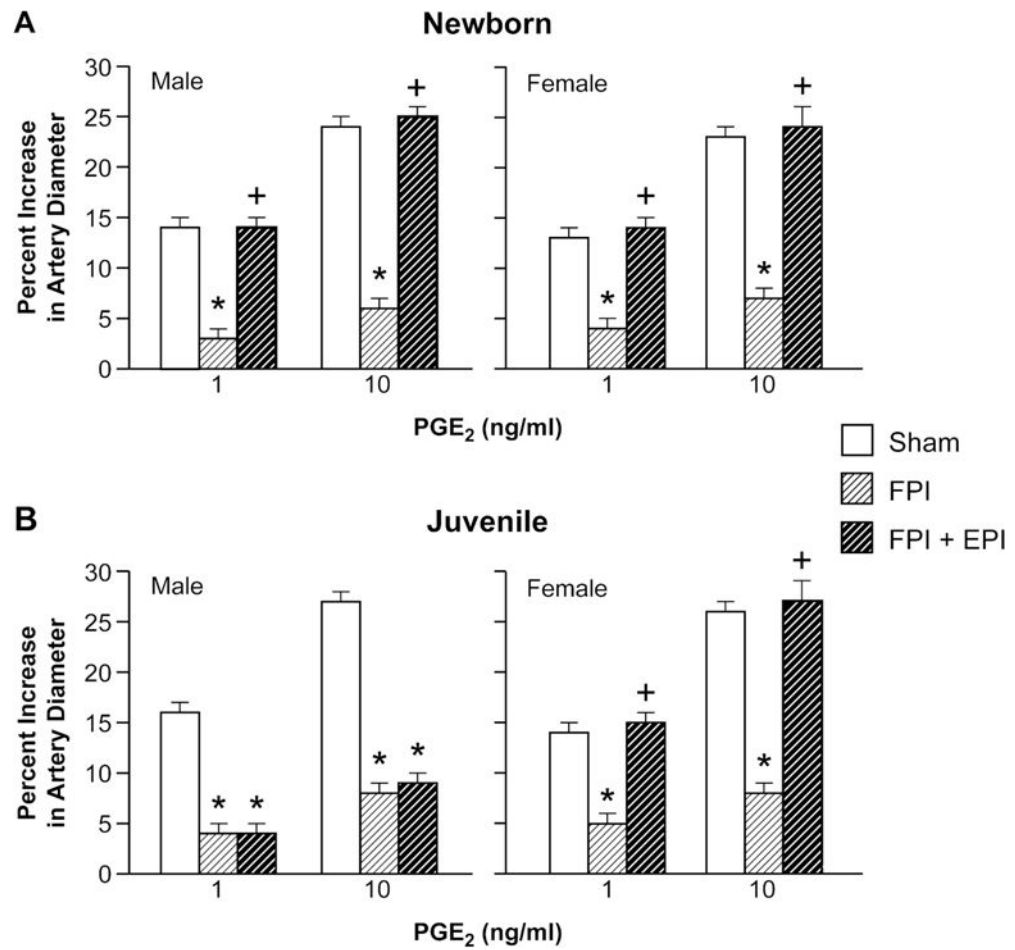 A
Newborn
Percent Increase
in Artery Diameter
30
25
20
15
10
5
0
Male
+
+
*
*
1
10
Female
+
+
*
*
1
10
PGE₂ (ng/ml)
Sham
FPI
FPI + EPI
B
Juvenile
Percent Increase
in Artery Diameter
30
25
20
15
10
5
0
Male
*
*
*
*
1
10
Female
+
+
*
*
1
10
PGE₂ (ng/ml)